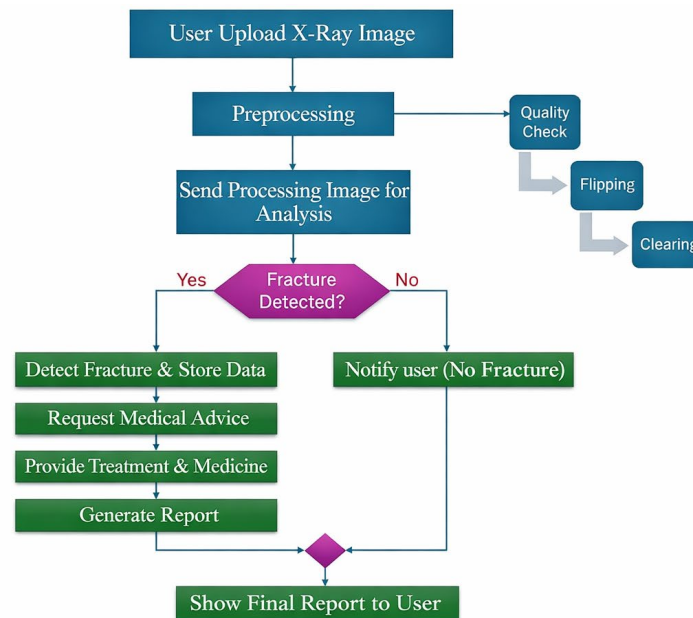 User Upload X-Ray Image
Preprocessing
Quality
Check
Flipping
Clearing
Send Processing Image for
Analysis
Fracture
Detected?
Yes
No
Detect Fracture & Store Data
Notify user (No Fracture)
Request Medical Advice
Provide Treatment & Medicine
Generate Report
Show Final Report to User